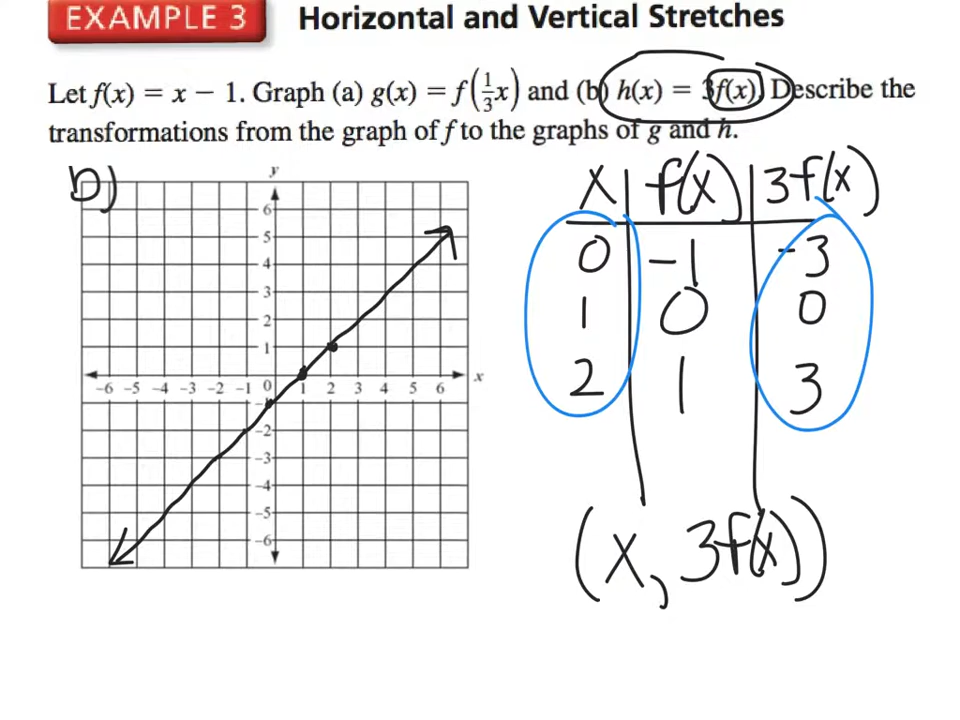 EXAMPLE 3 Horizontal and Vertical Stretches
Let f(x) = x − 1. Graph (a) g(x) = f(1/3 x) and (b) h(x) = 3f(x). Describe the
transformations from the graph of f to the graphs of g and h.
b)
y
6
5
4
3
2
1
-6 -5 -4 -3 -2 -1 0 1 2 3 4 5 6 x
-1
-2
-3
-4
-5
-6
x f(x) 3f(x)
0 -1 -3
1 0 0
2 1 3
(x, 3f(x))